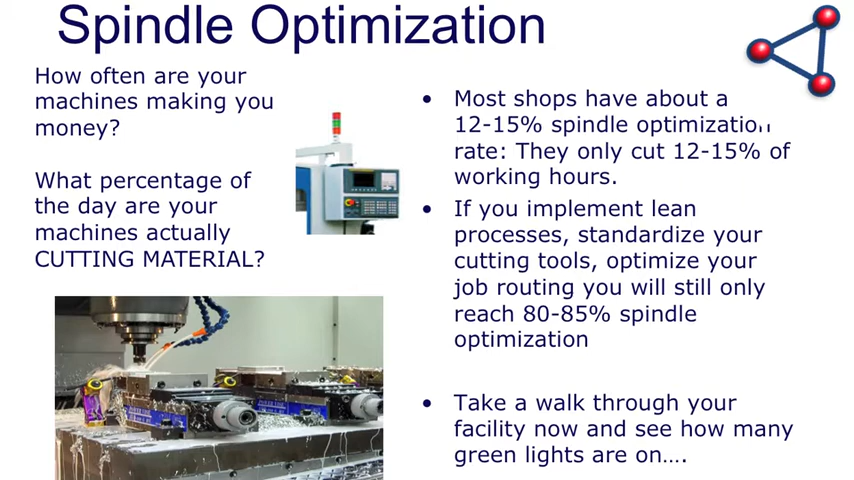 Spindle Optimization
How often are your
machines making you
money?
What percentage of
the day are your
machines actually
CUTTING MATERIAL?
• Most shops have about a
12-15% spindle optimization
rate: They only cut 12-15% of
working hours.
• If you implement lean
processes, standardize your
cutting tools, optimize your
job routing you will still only
reach 80-85% spindle
optimization
• Take a walk through your
facility now and see how many
green lights are on….